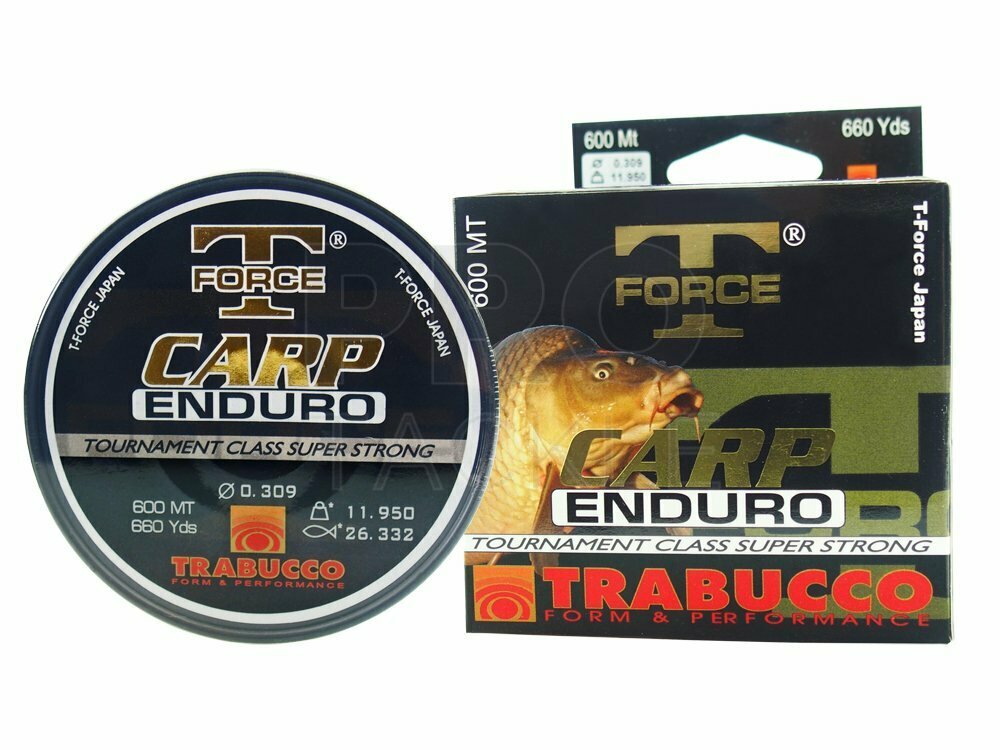 T®
FORCE
T-FORCE JAPAN
T-FORCE JAPAN
CARP
ENDURO
TOURNAMENT CLASS SUPER STRONG
Ø 0.309
600 MT
660 Yds
* 11.950
* 26.332
TRABUCCO
FORM & PERFORMANCE
600 Mt
660 Yds
Ø 0.309
11.950
600 MT
T®
FORCE
T-Force Japan
CARP
ENDURO
TOURNAMENT CLASS SUPER STRONG
TRABUCCO
FORM & PERFORMANCE
PRO
TACKLE